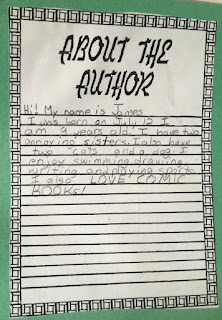 ABOUT THE
AUTHOR
Hi! My name is James
I was born on July 12 I
am 9 years old. I have two
annoying sisters. I also have
two cats and a dog. I
enjoy swimming, drawing,
writing and playing sports.
I also LOVE COMIC
BOOKS!